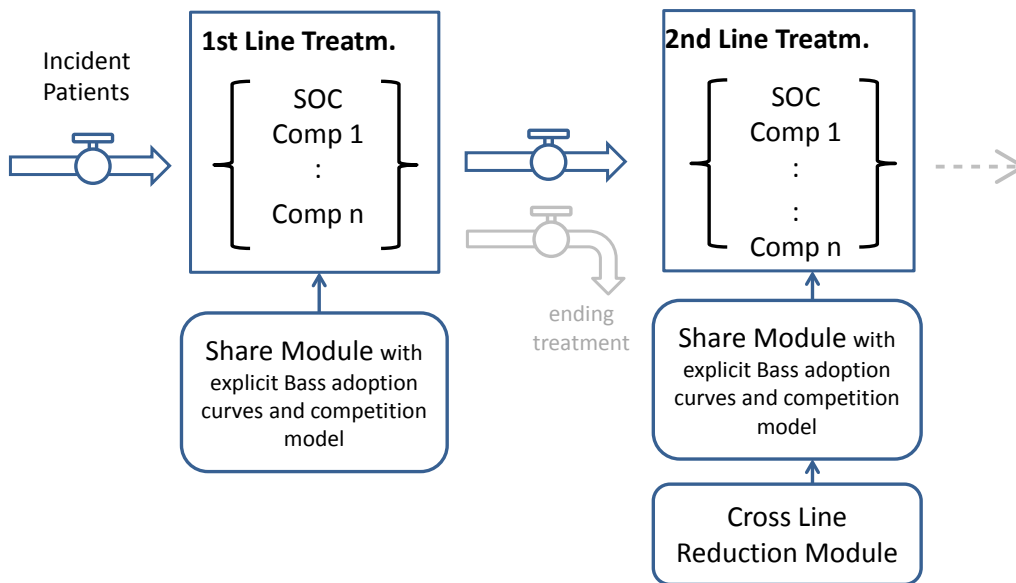 Incident
Patients
1st Line Treatm.
SOC
Comp 1
:
Comp n
ending
treatment
2nd Line Treatm.
SOC
Comp 1
:
:
Comp n
Share Module with
explicit Bass adoption
curves and competition
model
Share Module with
explicit Bass adoption
curves and competition
model
Cross Line
Reduction Module